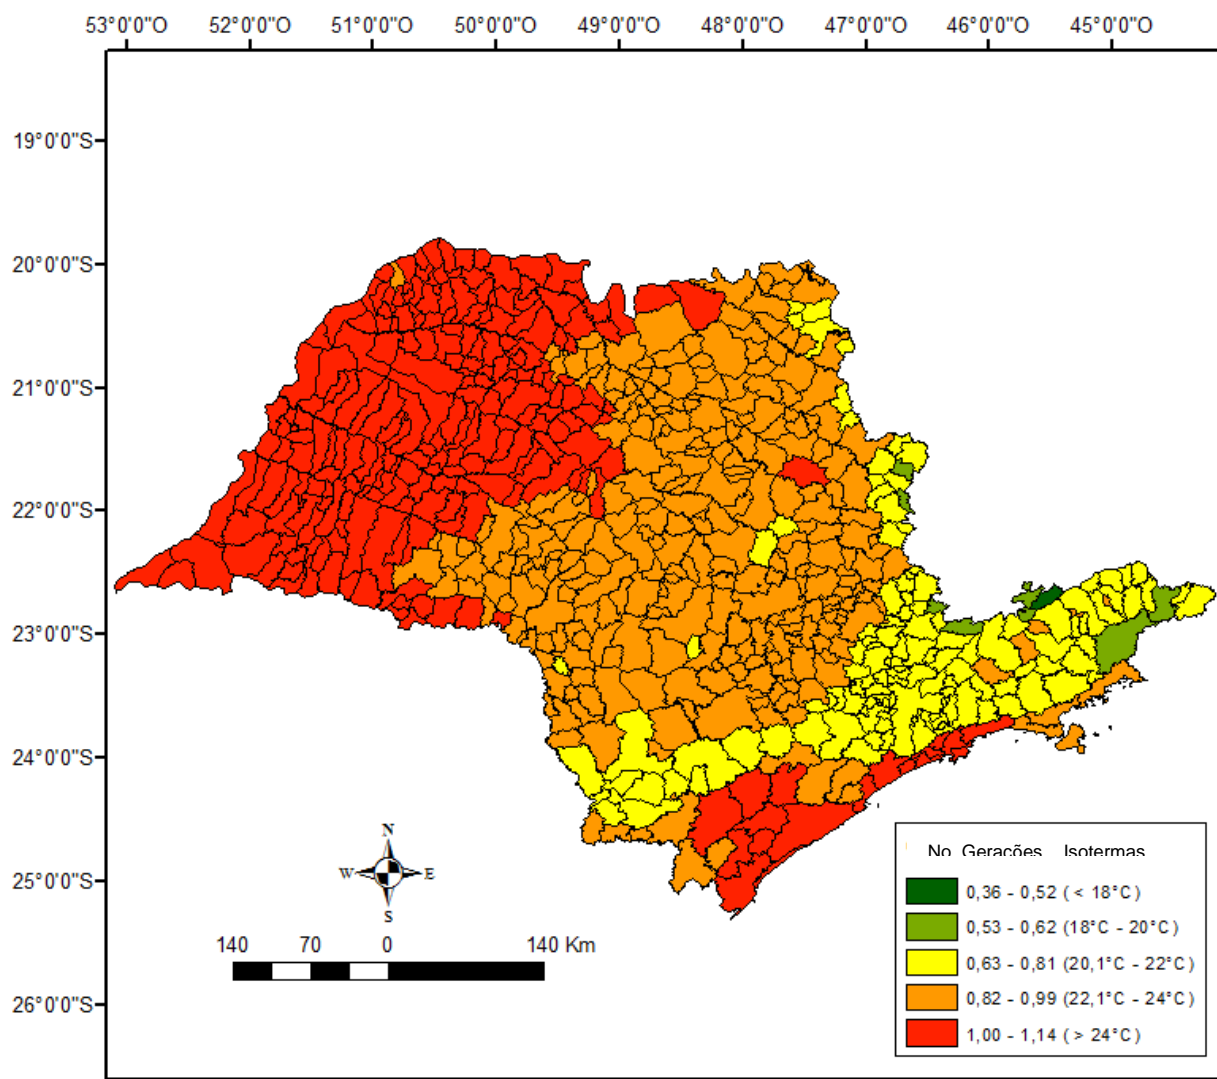 53°0'0"O 52°0'0"O 51°0'0"O 50°0'0"O 49°0'0"O 48°0'0"O 47°0'0"O 46°0'0"O 45°0'0"O
19°0'0"S
20°0'0"S
21°0'0"S
22°0'0"S
23°0'0"S
24°0'0"S
25°0'0"S
26°0'0"S
N
W E
S
140 70 0 140 Km
No Gerações Isotermas
0,36 - 0,52 ( < 18°C)
0,53 - 0,62 (18°C - 20°C)
0,63 - 0,81 (20,1°C - 22°C)
0,82 - 0,99 (22,1°C - 24°C)
1,00 - 1,14 ( > 24°C)